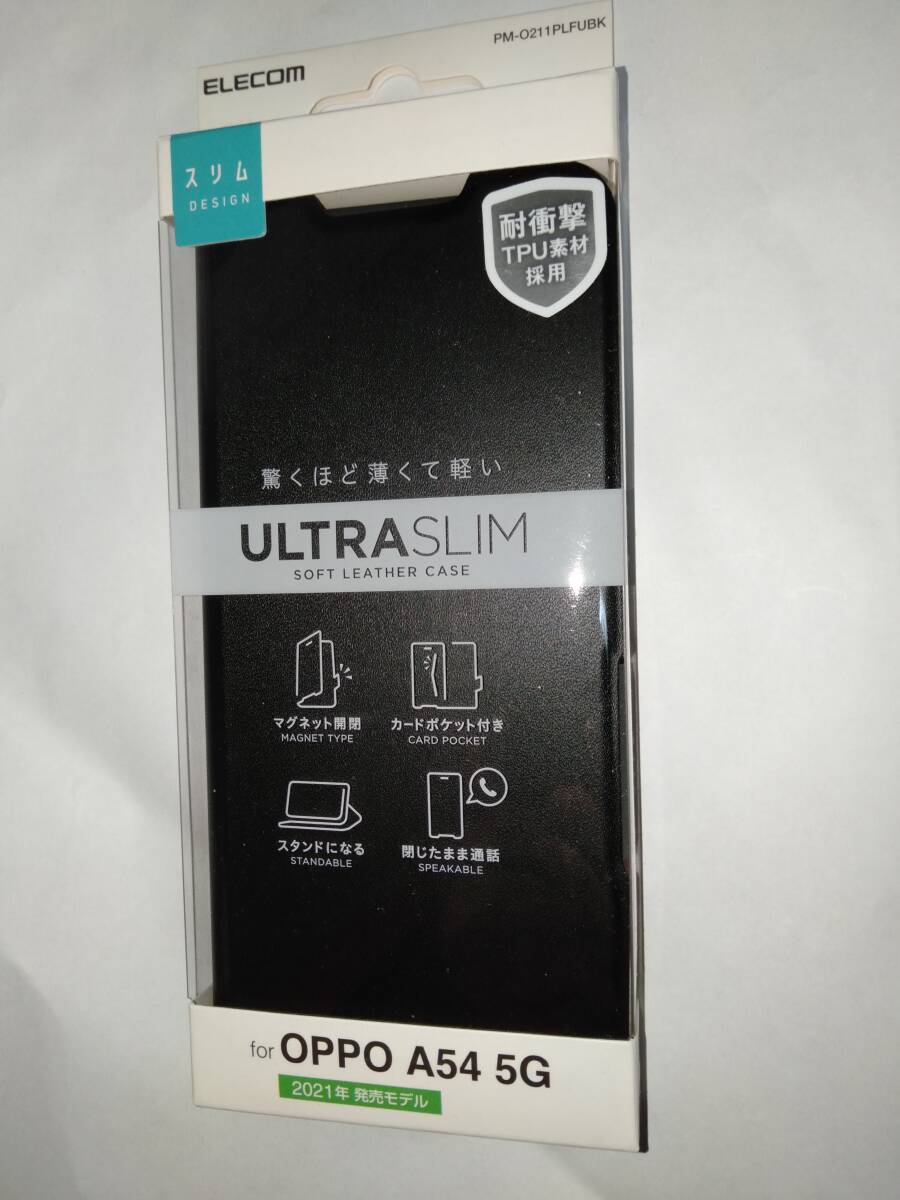 PM-O211PLFUBK
ELECOM
スリム
DESIGN
耐衝撃
TPU素材
採用
驚くほど薄くて軽い
ULTRASLIM
SOFT LEATHER CASE
マグネット開閉
MAGNET TYPE
カードポケット付き
CARD POCKET
スタンドになる
STANDABLE
閉じたまま通話
SPEAKABLE
for OPPO A54 5G
2021年 発売モデル